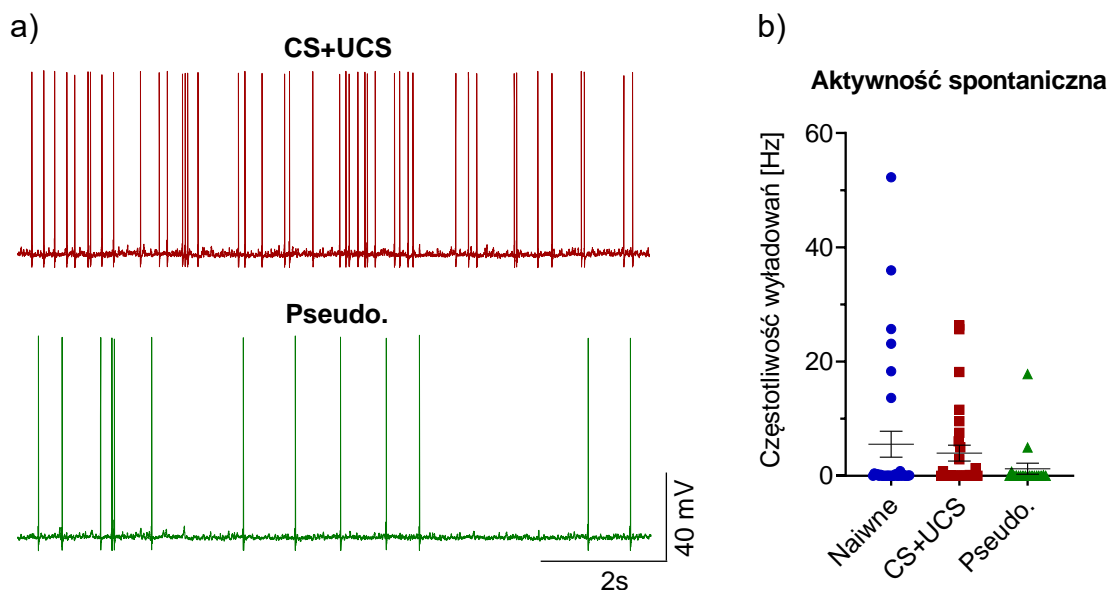 a)
CS+UCS
Pseudo.
40 mV
2s
b)
Aktywność spontaniczna
Częstotliwość wyładowań [Hz]
60
40
20
0
Naiwne
CS+UCS
Pseudo.